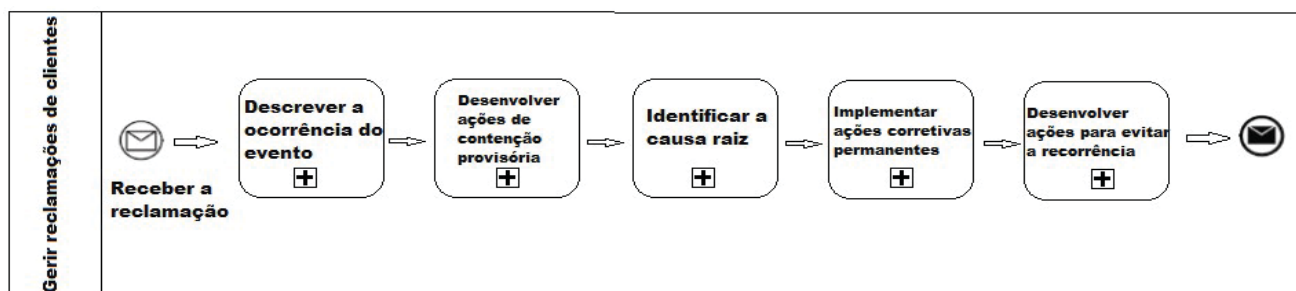 Gerir reclamações de clientes
Receber a
reclamação
Descrever a
ocorrência do
evento
Desenvolver
ações de
contenção
provisória
Identificar a
causa raiz
Implementar
ações corretivas
permanentes
Desenvolver
ações para evitar
a recorrência